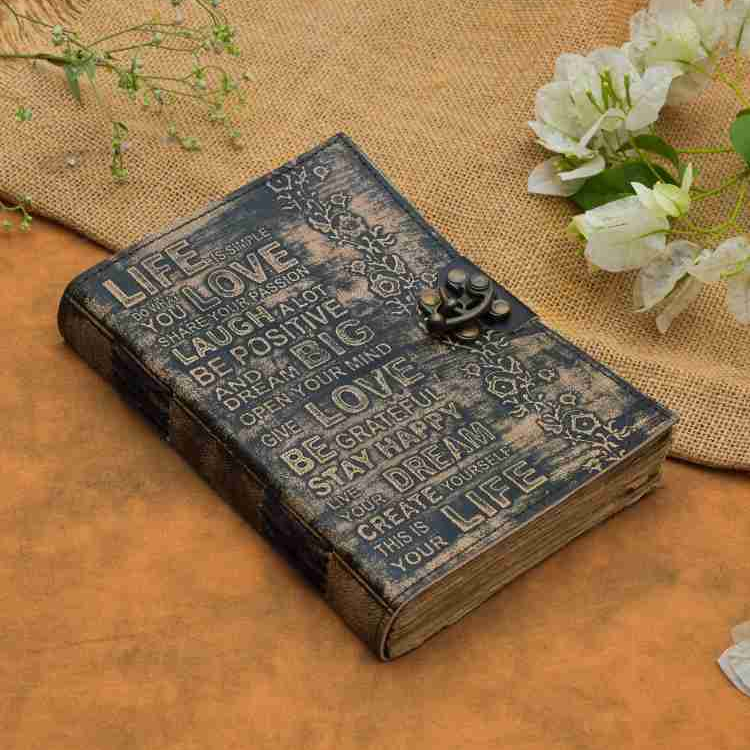 LIFE IS SIMPLE
DO WHAT
YOU LOVE
SHARE YOUR PASSION
LAUGH A LOT
BE POSITIVE
AND
DREAM BIG
OPEN YOUR MIND
GIVE LOVE
BE GRATEFUL
STAY HAPPY
LIVE
YOUR DREAM
CREATE YOURSELF
THIS IS
YOUR LIFE